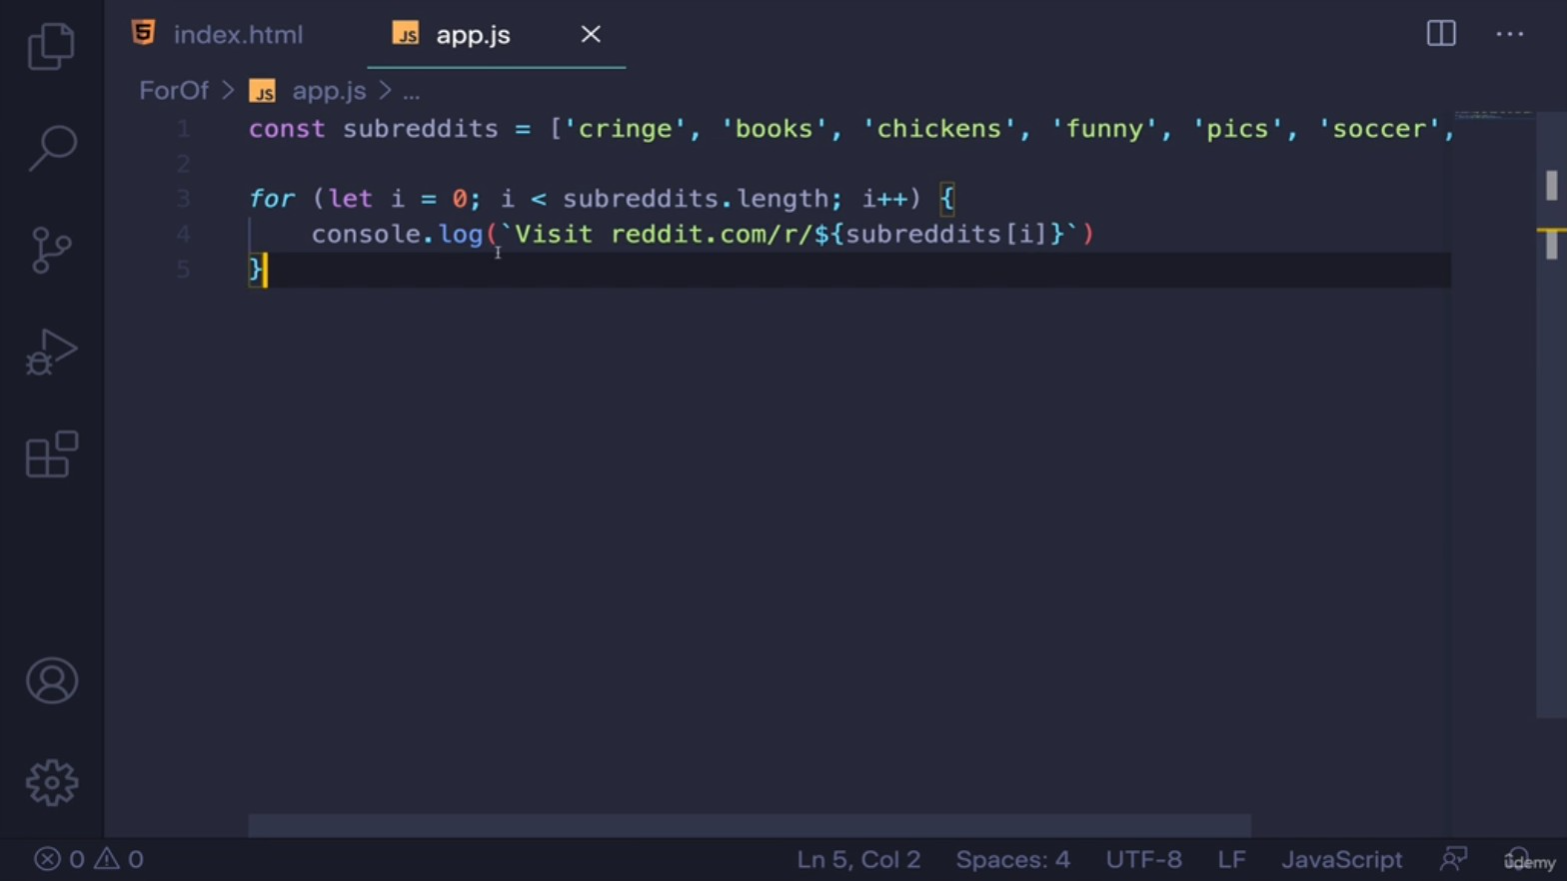 index.html
JS app.js
ForOf > JS app.js > ...
1 const subreddits = ['cringe', 'books', 'chickens', 'funny', 'pics', 'soccer',
2
3 for (let i = 0; i < subreddits.length; i++) {
4     console.log(`Visit reddit.com/r/${subreddits[i]}`)
5 }
0 0 Ln 5, Col 2 Spaces: 4 UTF-8 LF JavaScript
udemy